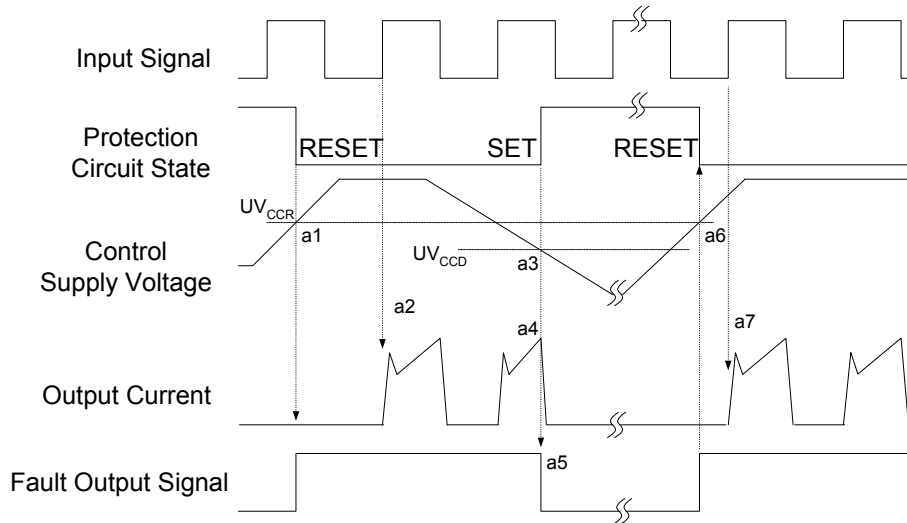 Input Signal
Protection
Circuit State
RESET
SET
RESET
UVCCR
a1
a6
Control
Supply Voltage
UVCCD
a3
a2
a4
a7
Output Current
a5
Fault Output Signal